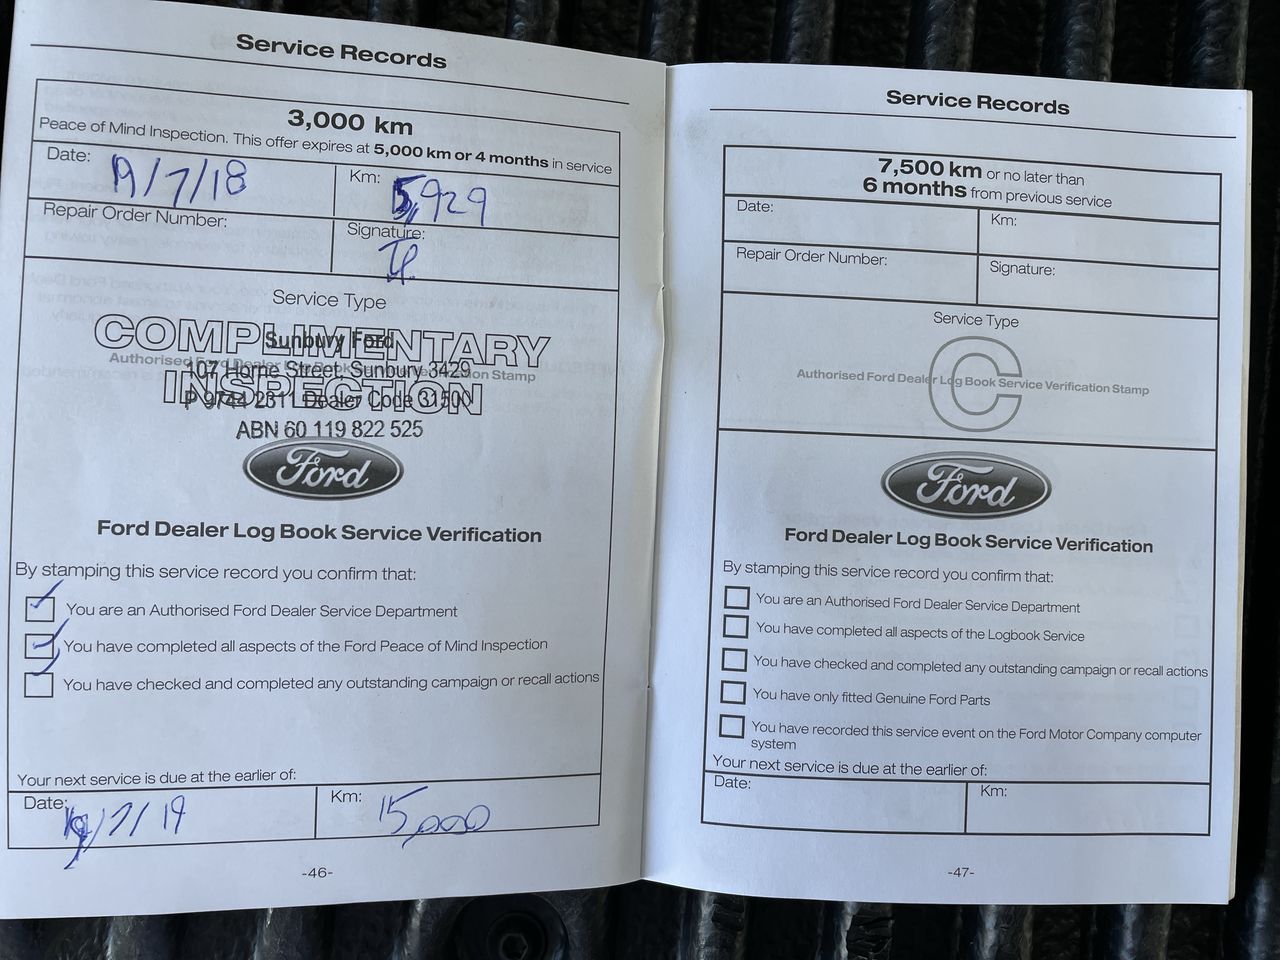 Service Records
3,000 km
Peace of Mind Inspection. This offer expires at 5,000 km or 4 months in service
Date: 19/7/18
Km: 5,929
Repair Order Number:
Signature:
Service Type
COMPLIMENTARY
INSPECTION
Authorised Ford Dealer Log Book Service Verification Stamp
Sunbury Ford
107 Horne Street, Sunbury 3429
P 9744 2311 Dealer Code 31500
ABN 60 119 822 525
Ford
Ford Dealer Log Book Service Verification
By stamping this service record you confirm that:
You are an Authorised Ford Dealer Service Department
You have completed all aspects of the Ford Peace of Mind Inspection
You have checked and completed any outstanding campaign or recall actions
Your next service is due at the earlier of:
Date: 19/7/19
Km: 15,000
-46-
Service Records
7,500 km or no later than
6 months from previous service
Date:
Km:
Repair Order Number:
Signature:
Service Type
C
Authorised Ford Dealer Log Book Service Verification Stamp
Ford
Ford Dealer Log Book Service Verification
By stamping this service record you confirm that:
You are an Authorised Ford Dealer Service Department
You have completed all aspects of the Logbook Service
You have checked and completed any outstanding campaign or recall actions
You have only fitted Genuine Ford Parts
You have recorded this service event on the Ford Motor Company computer
system
Your next service is due at the earlier of:
Date:
Km:
-47-